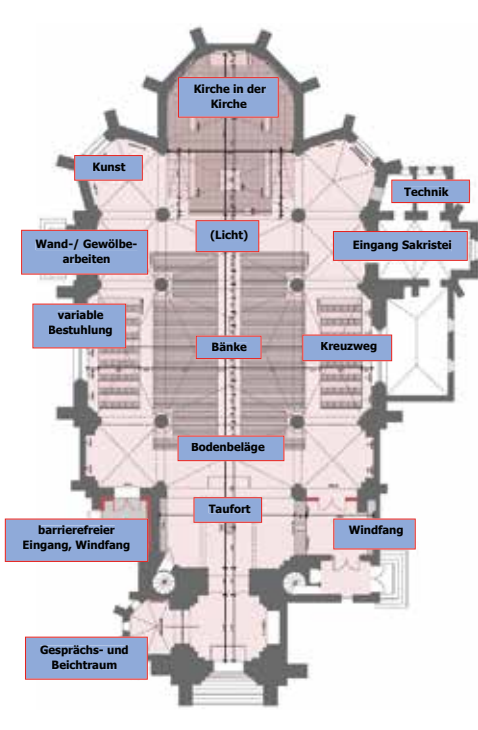 Kirche in der
Kirche
Kunst
Technik
(Licht)
Wand-/ Gewölbe-
arbeiten
Eingang Sakristei
variable
Bestuhlung
Bänke
Kreuzweg
Bodenbeläge
Taufort
barrierefreier
Eingang, Windfang
Windfang
Gesprächs- und
Beichtraum